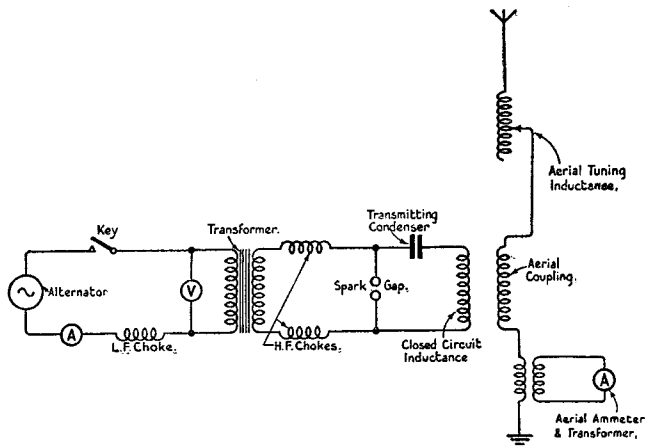 Aerial Tuning
Inductance,
Key
Transformer.
Transmitting
Condenser
Alternator
V
Spark Gap.
Aerial
Coupling.
A
L.F. Choke.
H.F. Chokes.
Closed Circuit
Inductance
A
Aerial Ammeter
& Transformer,